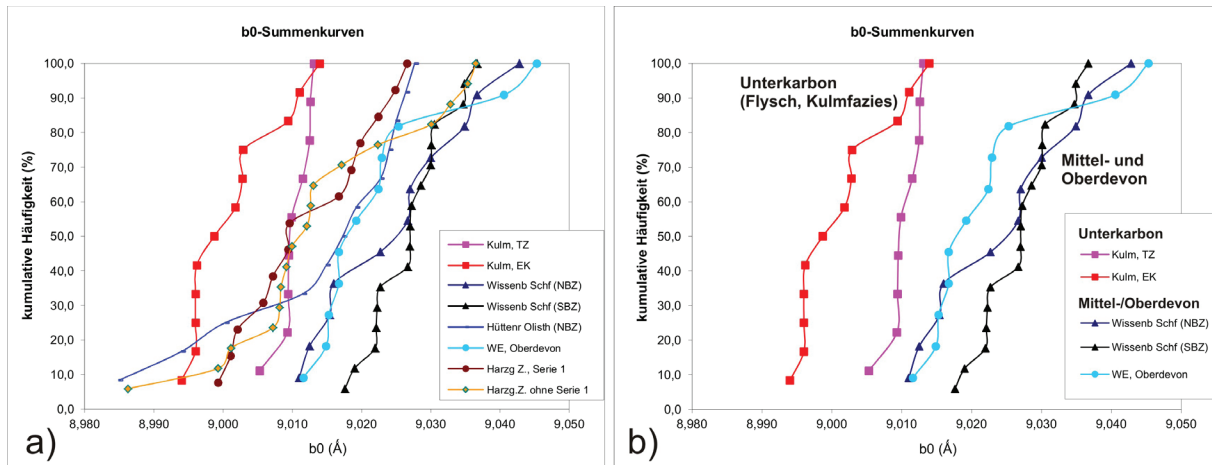 b0-Summenkurven
kumulative Häufigkeit (%)
100,0
90,0
80,0
70,0
60,0
50,0
40,0
30,0
20,0
10,0
0,0
8,980
8,990
9,000
9,010
9,020
9,030
9,040
9,050
b0 (Å)
Kulm, TZ
Kulm, EK
Wissenb Schf (NBZ)
Wissenb Schf (SBZ)
Hüttenr Olisth (NBZ)
WE, Oberdevon
Harzg Z., Serie 1
Harzg.Z. ohne Serie 1
a)
b0-Summenkurven
Unterkarbon
(Flysch, Kulmfazies)
Mittel- und
Oberdevon
kumulative Häufigkeit (%)
100,0
90,0
80,0
70,0
60,0
50,0
40,0
30,0
20,0
10,0
0,0
8,980
8,990
9,000
9,010
9,020
9,030
9,040
9,050
b0 (Å)
Unterkarbon
Kulm, TZ
Kulm, EK
Mittel-/Oberdevon
Wissenb Schf (NBZ)
Wissenb Schf (SBZ)
WE, Oberdevon
b)